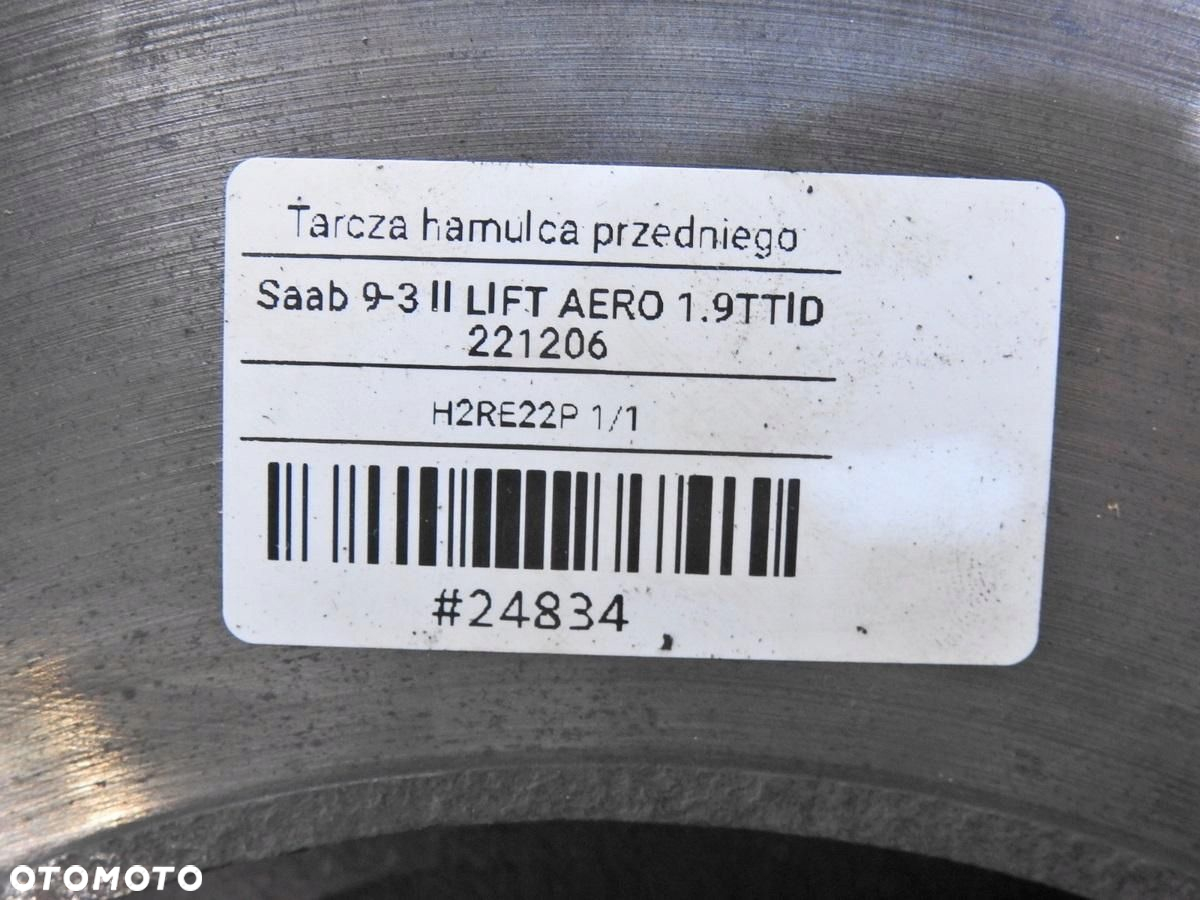 Tarcza hamulca przedniego
Saab 9-3 II LIFT AERO 1.9TTID
221206
H2RE22P 1/1
#24834
OTOMOTO